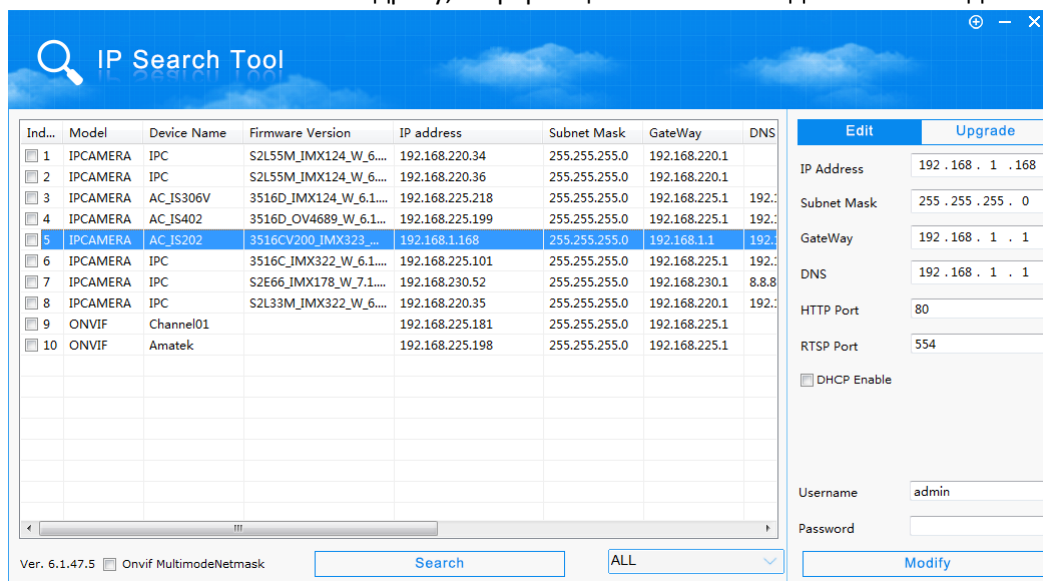 IP Search Tool
Ind... Model Device Name Firmware Version IP address Subnet Mask GateWay DNS
1 IPCAMERA IPC S2L55M_IMX124_W_6.... 192.168.220.34 255.255.255.0 192.168.220.1
2 IPCAMERA IPC S2L55M_IMX124_W_6.... 192.168.220.36 255.255.255.0 192.168.220.1
3 IPCAMERA AC_IS306V 3516D_IMX124_W_6.1.... 192.168.225.218 255.255.255.0 192.168.225.1 192.:
4 IPCAMERA AC_IS402 3516D_OV4689_W_6.1... 192.168.225.199 255.255.255.0 192.168.225.1 192.:
5 IPCAMERA AC_IS202 3516CV200_IMX323_... 192.168.1.168 255.255.255.0 192.168.1.1 192.:
6 IPCAMERA IPC 3516C_IMX322_W_6.1.... 192.168.225.101 255.255.255.0 192.168.225.1 192.:
7 IPCAMERA IPC S2E66_IMX178_W_7.1.... 192.168.230.52 255.255.255.0 192.168.230.1 8.8.8
8 IPCAMERA IPC S2L33M_IMX322_W_6.... 192.168.220.35 255.255.255.0 192.168.220.1 192.:
9 ONVIF Channel01 192.168.225.181 255.255.255.0 192.168.225.1
10 ONVIF Amatek 192.168.225.198 255.255.255.0 192.168.225.1
Ver. 6.1.47.5 Onvif MultimodeNetmask Search ALL
Edit Upgrade
IP Address 192 . 168 . 1 . 168
Subnet Mask 255 . 255 . 255 . 0
GateWay 192 . 168 . 1 . 1
DNS 192 . 168 . 1 . 1
HTTP Port 80
RTSP Port 554
DHCP Enable
Username admin
Password
Modify